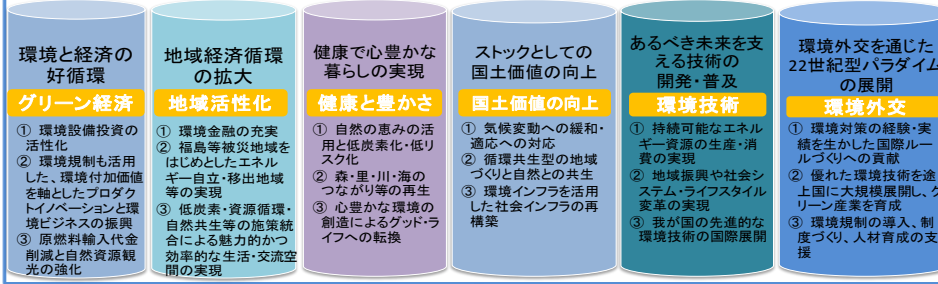 環境と経済の
好循環
グリーン経済
① 環境設備投資の
活性化
② 環境規制も活用
した、環境付加価値
を軸としたプロダク
トイノベーションと環
境ビジネスの振興
③ 原燃料輸入代金
削減と自然資源観
光の強化
地域経済循環
の拡大
地域活性化
① 環境金融の充実
② 福島等被災地域を
はじめとしたエネル
ギー自立・移出地域
等の実現
③ 低炭素・資源循環・
自然共生等の施策統
合による魅力的かつ
効率的な生活・交流空
間の実現
健康で心豊かな
暮らしの実現
健康と豊かさ
① 自然の恵みの活
用と低炭素化・低リ
スク化
② 森・里・川・海の
つながり等の再生
③ 心豊かな環境の
創造によるグッド・ラ
イフへの転換
ストックとしての
国土価値の向上
国土価値の向上
① 気候変動への緩和・
適応への対応
② 循環共生型の地域
づくりと自然との共生
③ 環境インフラを活用
した社会インフラの再
構築
あるべき未来を支
える技術の
開発・普及
環境技術
① 持続可能なエネル
ギー資源の生産・消
費の実現
② 地域振興や社会シ
ステム・ライフスタイル
変革の実現
③ 我が国の先進的な
環境技術の国際展開
環境外交を通じた
22世紀型パラダイム
の展開
環境外交
① 環境対策の経験・実
績を生かした国際ルー
ルづくりへの貢献
② 優れた環境技術を途
上国に大規模展開し、グ
リーン産業を育成
③ 環境規制の導入、制
度づくり、人材育成の支
援